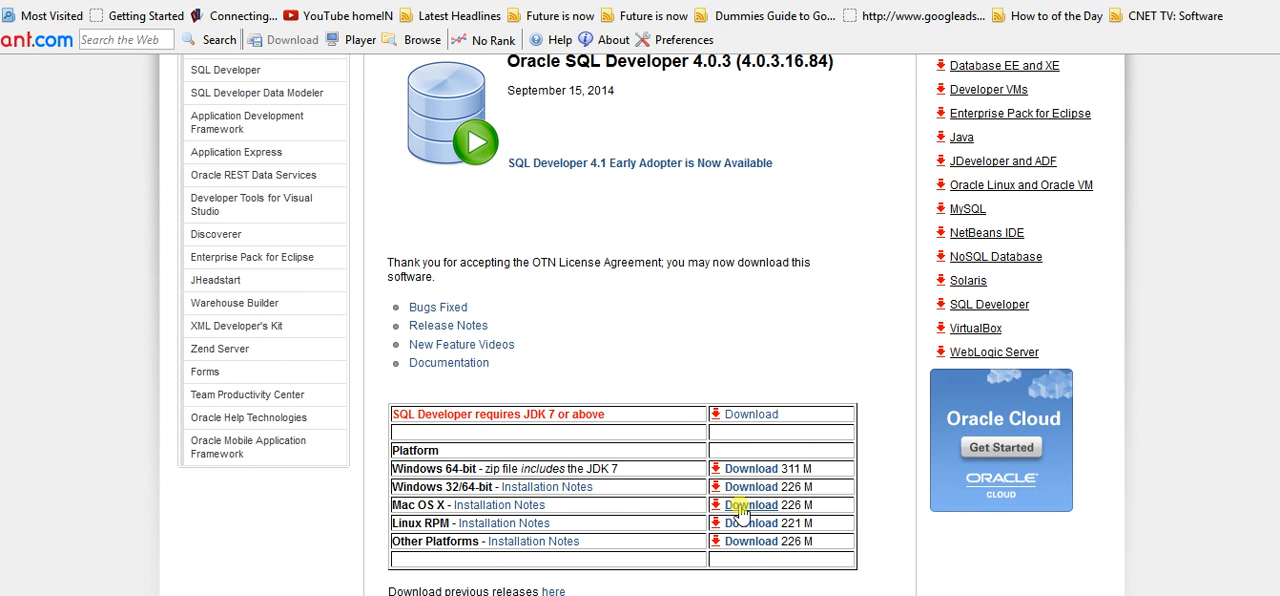 Most Visited Getting Started Connecting... YouTube homeIN Latest Headlines Future is now Future is now Dummies Guide to Go... http://www.googleads... How to of the Day CNET TV: Software
ant.com Search the Web Search Download Player Browse No Rank Help About Preferences
SQL Developer
SQL Developer Data Modeler
Application Development
Framework
Application Express
Oracle REST Data Services
Developer Tools for Visual
Studio
Discoverer
Enterprise Pack for Eclipse
JHeadstart
Warehouse Builder
XML Developer's Kit
Zend Server
Forms
Team Productivity Center
Oracle Help Technologies
Oracle Mobile Application
Framework
Oracle SQL Developer 4.0.3 (4.0.3.16.84)
September 15, 2014
SQL Developer 4.1 Early Adopter is Now Available
Thank you for accepting the OTN License Agreement; you may now download this
software.
Bugs Fixed
Release Notes
New Feature Videos
Documentation
SQL Developer requires JDK 7 or above Download
Platform
Windows 64-bit - zip file includes the JDK 7 Download 311 M
Windows 32/64-bit - Installation Notes Download 226 M
Mac OS X - Installation Notes Download 226 M
Linux RPM - Installation Notes Download 221 M
Other Platforms - Installation Notes Download 226 M
Download previous releases here
Database EE and XE
Developer VMs
Enterprise Pack for Eclipse
Java
JDeveloper and ADF
Oracle Linux and Oracle VM
MySQL
NetBeans IDE
NoSQL Database
Solaris
SQL Developer
VirtualBox
WebLogic Server
Oracle Cloud
Get Started
ORACLE
CLOUD